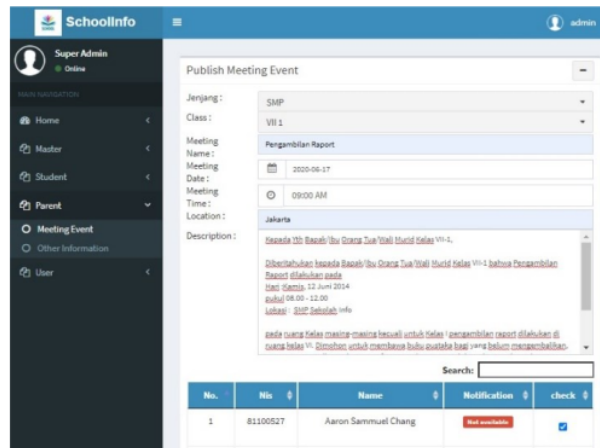 SchoolInfo
admin
Super Admin
Online
MAIN NAVIGATION
Home
Master
Student
Parent
Meeting Event
Other Information
User
Publish Meeting Event
Jenjang :
SMP
Class :
VII 1
Meeting Name :
Pengambilan Raport
Meeting Date :
2020-06-17
Meeting Time :
09:00 AM
Location :
Jakarta
Description :
Kepada Yth Bapak/Ibu Orang Tua/Wali Murid Kelas VII-1,
Diberitahukan kepada Bapak/Ibu Orang Tua/Wali Murid Kelas VII-1 bahwa Pengambilan
Raport dilakukan pada
Hari :Kamis, 12 Juni 2014
pukul 08.00 - 12.00
Lokasi : SMP Sekolah Info
pada ruang Kelas masing-masing kecuali untuk Kelas I pengambilan raport dilakukan di
ruang kelas VI. Dimohon untuk membawa buku pustaka bagi yang belum mengembalikan.
Search:
No. Nis Name Notification check
1 81100527 Aaron Sammuel Chang Not available